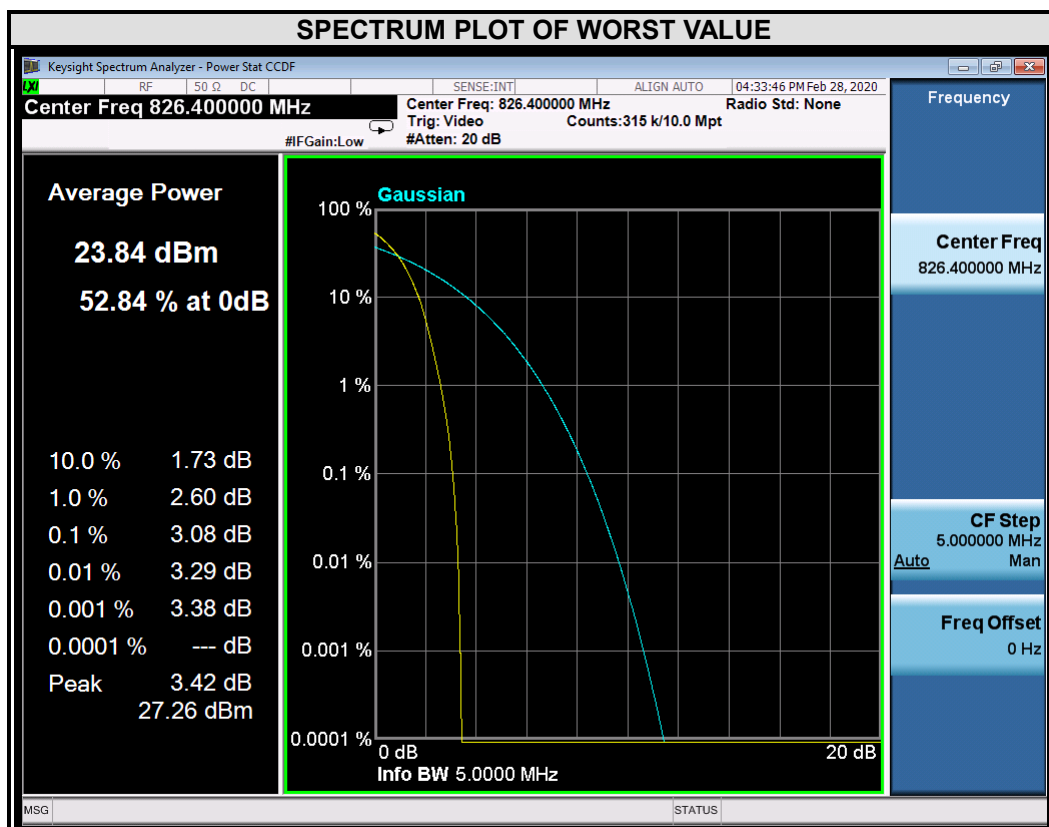 SPECTRUM PLOT OF WORST VALUE
Keysight Spectrum Analyzer - Power Stat CCDF
LXI RF 50 Ω DC SENSE:INT ALIGN AUTO 04:33:46 PM Feb 28, 2020
Center Freq 826.400000 MHz
Center Freq: 826.400000 MHz Radio Std: None
Trig: Video Counts:315 k/10.0 Mpt
#IFGain:Low #Atten: 20 dB
Average Power
23.84 dBm
52.84 % at 0dB
10.0 % 1.73 dB
1.0 % 2.60 dB
0.1 % 3.08 dB
0.01 % 3.29 dB
0.001 % 3.38 dB
0.0001 % --- dB
Peak 3.42 dB
27.26 dBm
Gaussian
100 %
10 %
1 %
0.1 %
0.01 %
0.001 %
0.0001 %
0 dB 20 dB
Info BW 5.0000 MHz
Frequency
Center Freq
826.400000 MHz
CF Step
5.000000 MHz
Auto Man
Freq Offset
0 Hz
MSG STATUS